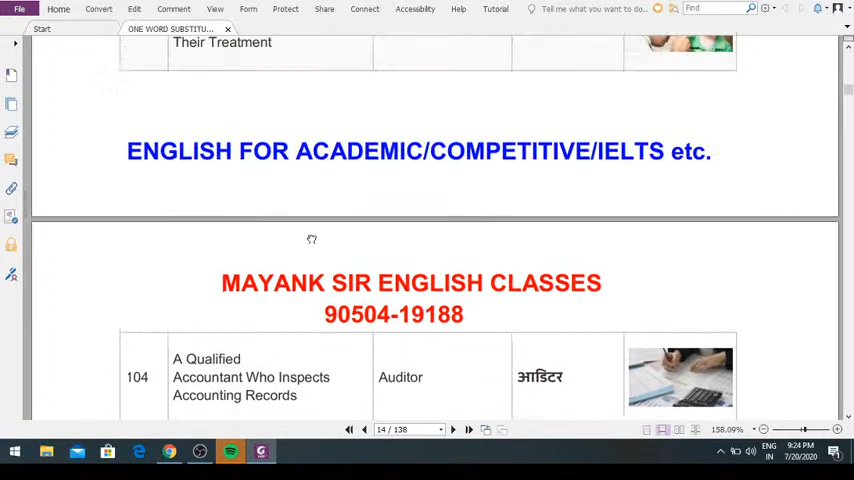 File Home Convert Edit Comment View Form Protect Share Connect Accessibility Help Tutorial Tell me what you want to do.. Find
Start ONE WORD SUBSTITU...
Their Treatment
ENGLISH FOR ACADEMIC/COMPETITIVE/IELTS etc.
MAYANK SIR ENGLISH CLASSES
90504-19188
A Qualified
104 Accountant Who Inspects Auditor आडिटर
Accounting Records
14 / 138 158.09%
ENG 9:24 PM
IN 7/20/2020